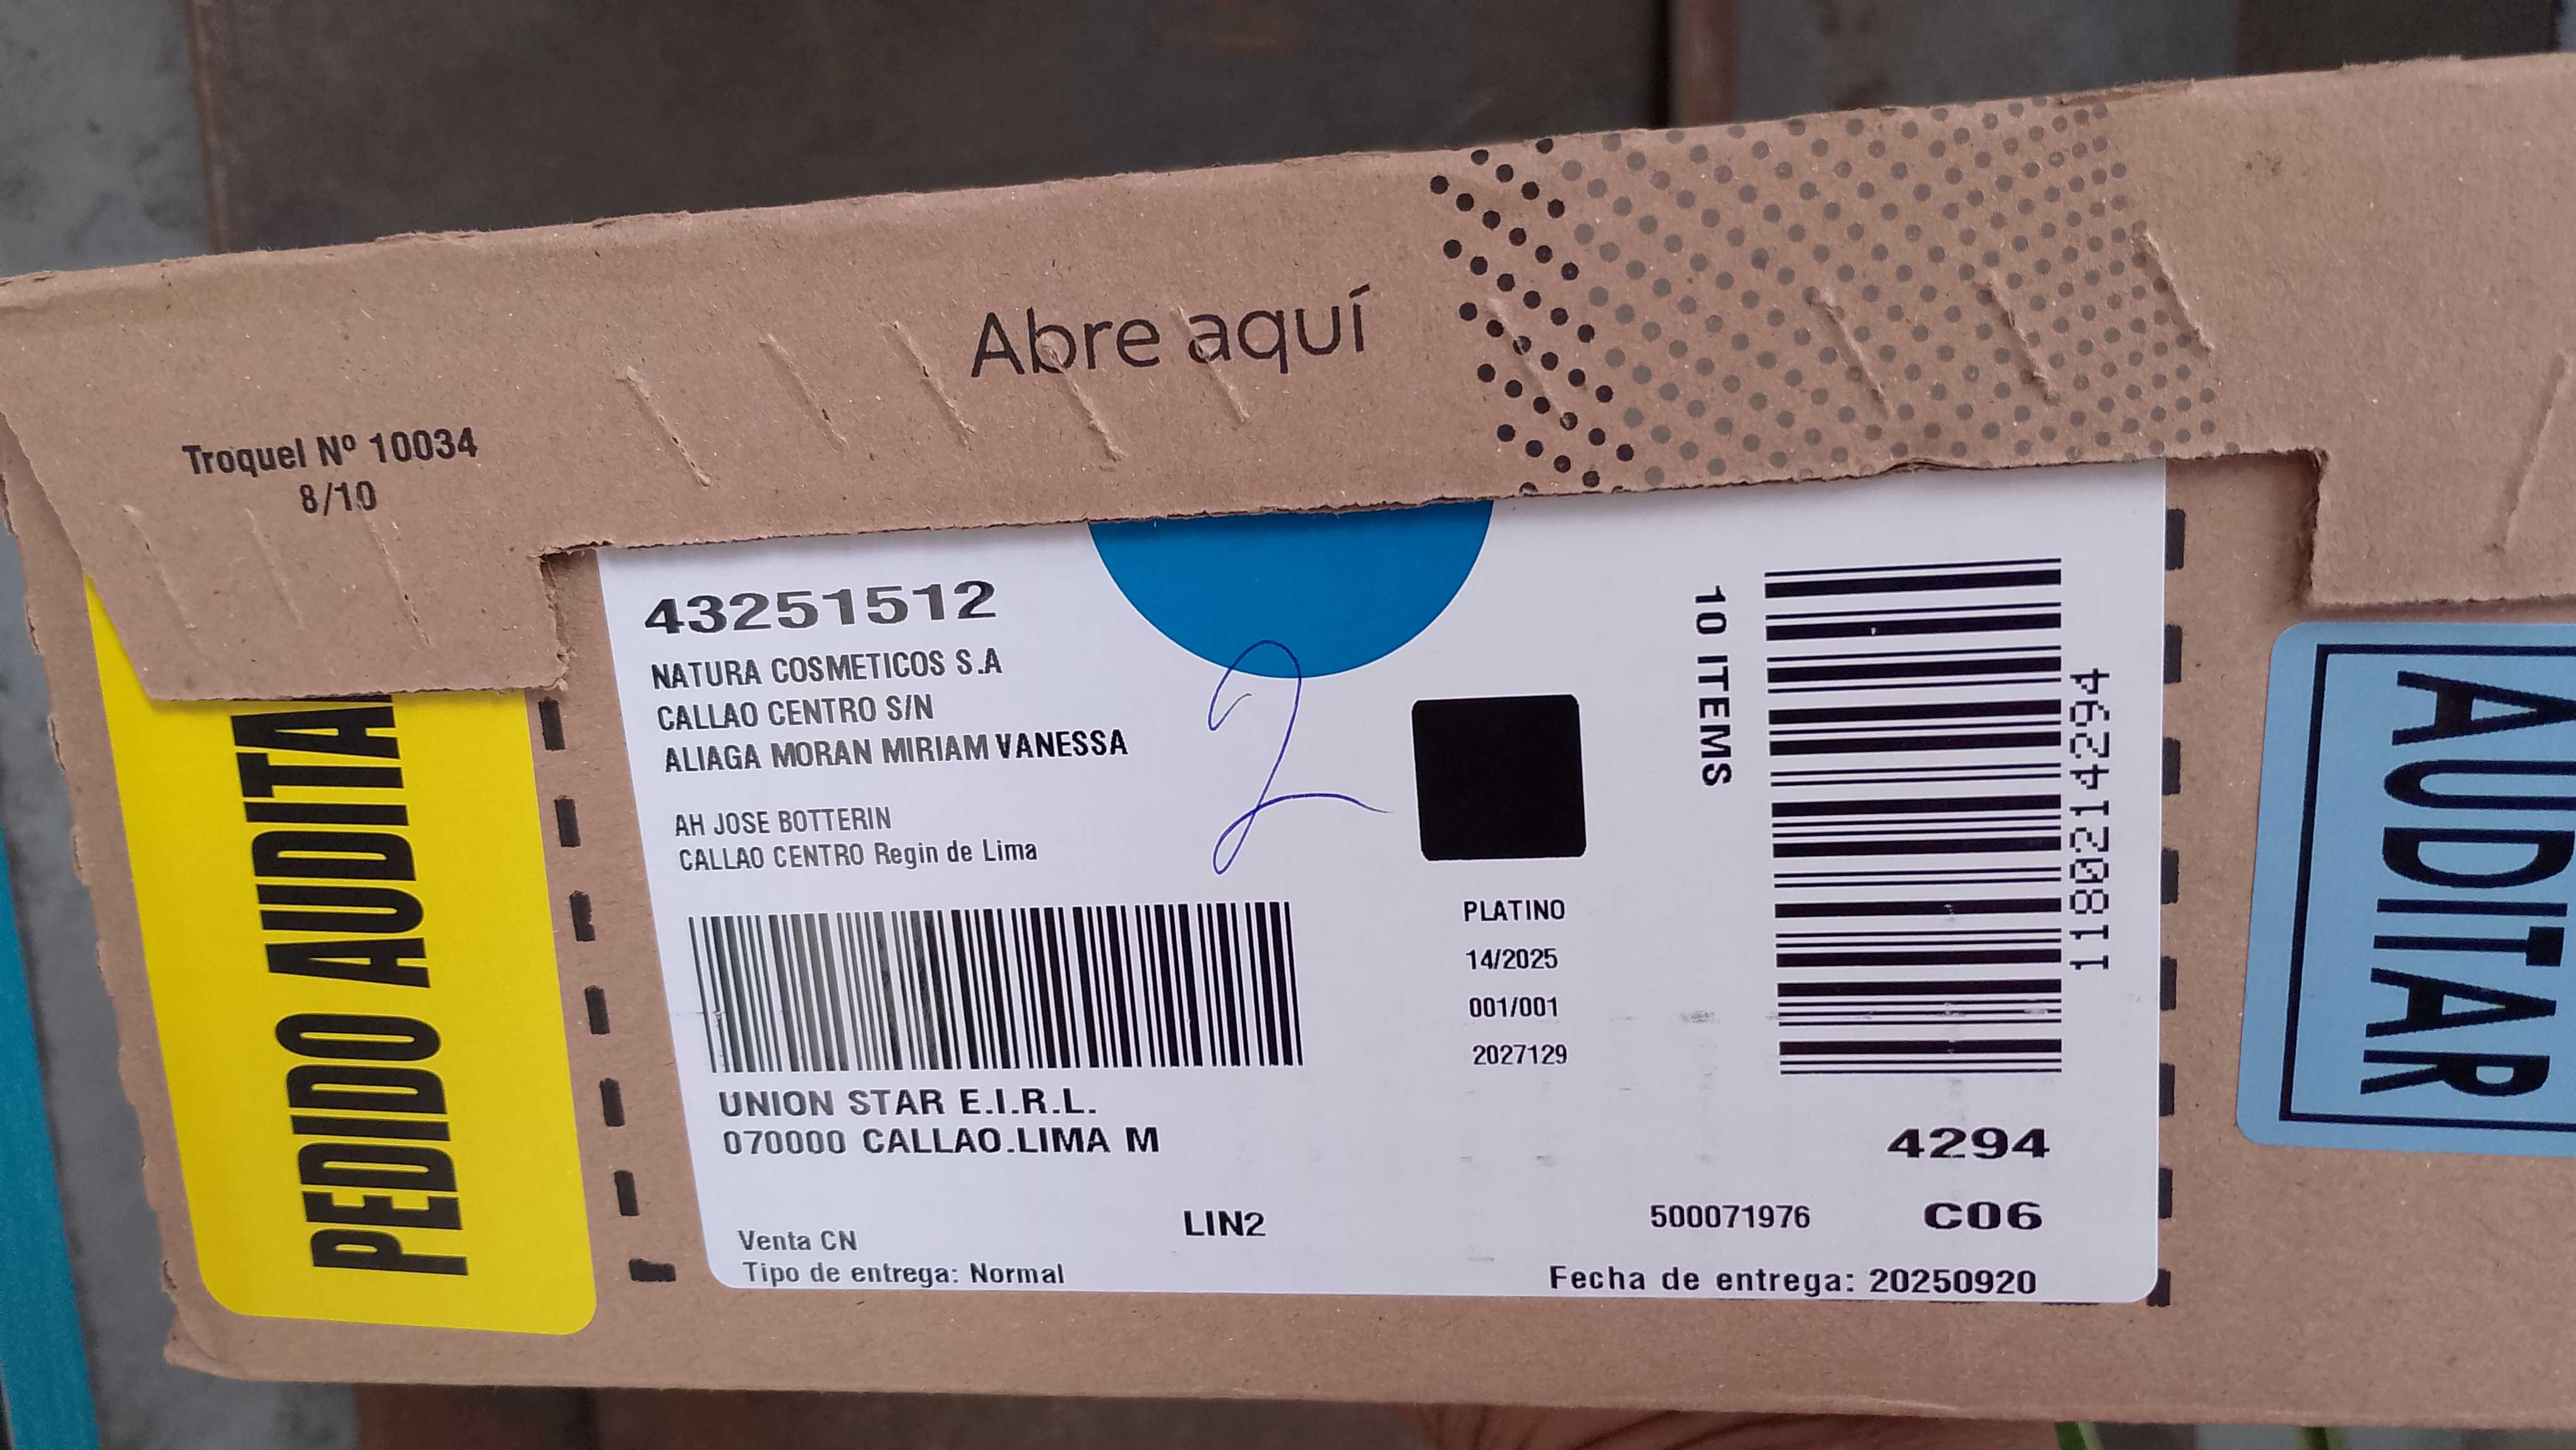 Abre aquí
Troquel Nº 10034
8/10
PEDIDO
43251512
NATURA COSMETICOS S.A
CALLAO CENTRO S/N
ALIAGA MORAN MIRIAM VANESSA
AH JOSE BOTTERIN
CALLAO CENTRO Regin de Lima
2
UNION STAR E.I.R.L.
070000 CALLAO.LIMA M
Venta CN
Tipo de entrega: Normal
LIN2
PLATINO
14/2025
001/001
2027129
10 ITEMS
118021 4294
4294
500071976
C06
Fecha de entrega: 20250920
AUDITAR